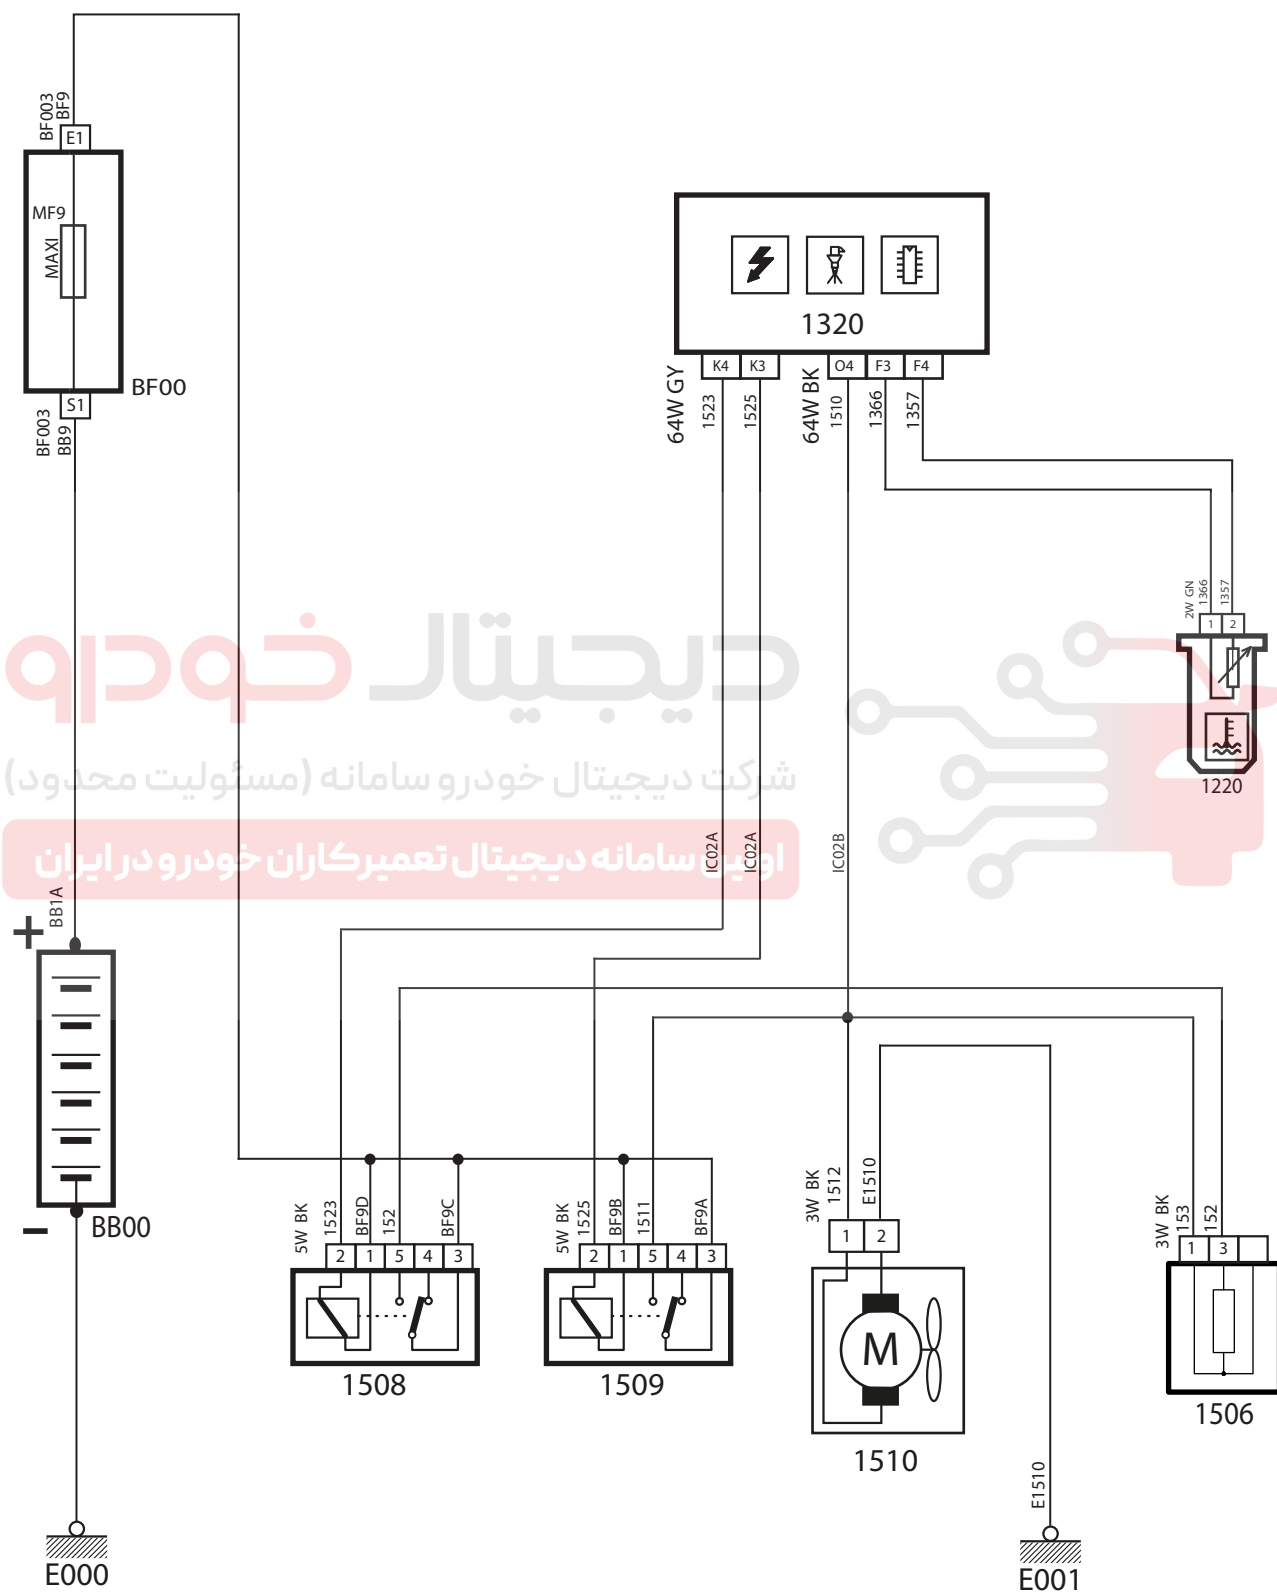 BF003
BF9
E1
MF9
MAXI
BF00
S1
BF003
BB9
1320
K4
K3
O4
F3
F4
64W GY
1523
1525
64W BK
1510
1366
1357
2W GN
1366
1357
1
2
1220
دیجیتال خودرو
شرکت دیجیتال خودرو سامانه (مسئولیت محدود)
اولین سامانه دیجیتال تعمیرکاران خودرو در ایران
IC02A
IC02A
IC02B
BB1A
+
-
BB00
5W BK
1523
BF9D
152
BF9C
2
1
5
4
3
1508
5W BK
1525
BF9B
1511
BF9A
2
1
5
4
3
1509
3W BK
1512
E1510
1
2
M
1510
3W BK
153
152
1
3
1506
E1510
E000
E001